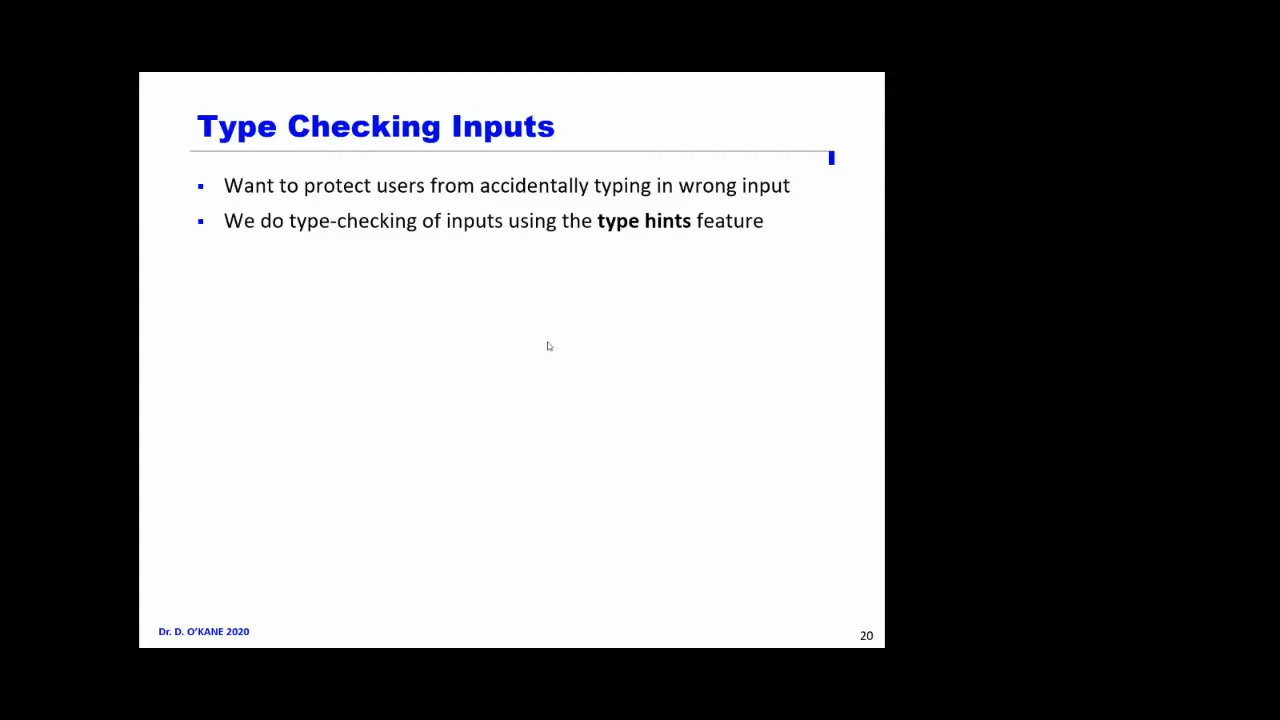 Type Checking Inputs
▪ Want to protect users from accidentally typing in wrong input
▪ We do type-checking of inputs using the type hints feature
Dr. D. O'KANE 2020
20